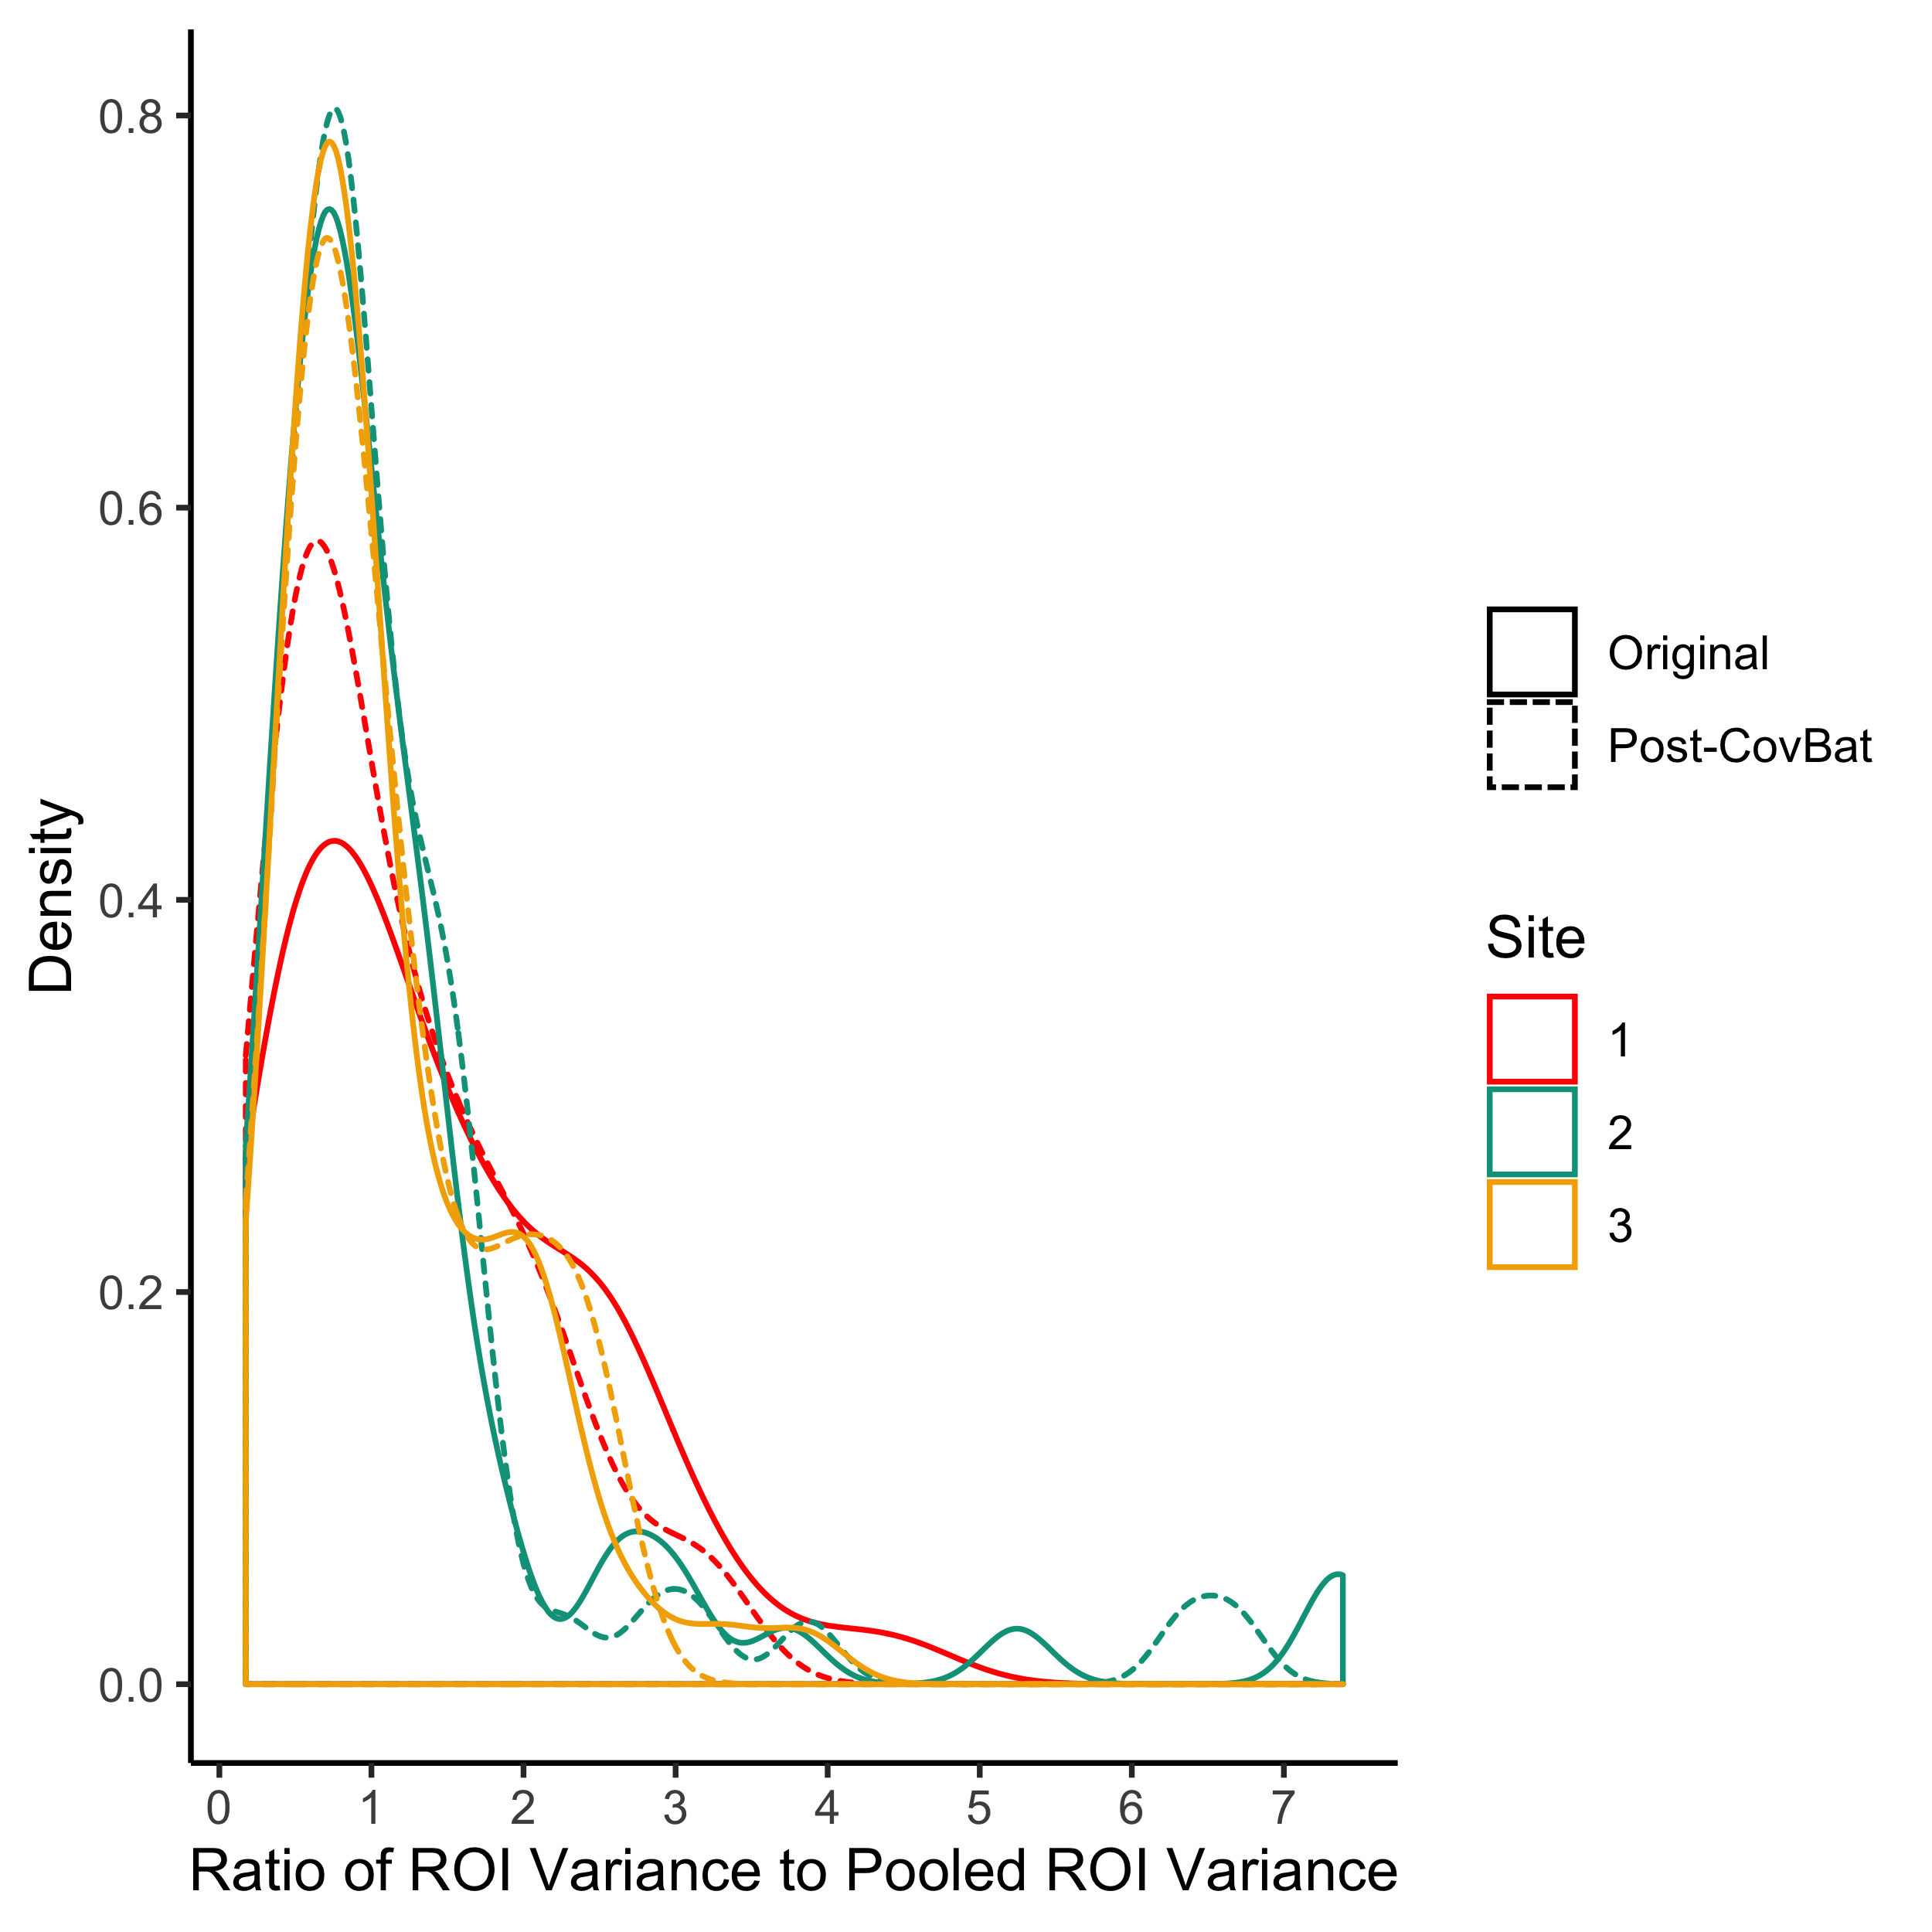 Density
0.8
0.6
0.4
0.2
0.0
0 1 2 3 4 5 6 7
Ratio of ROI Variance to Pooled ROI Variance
Original
Post-CovBat
Site
1
2
3